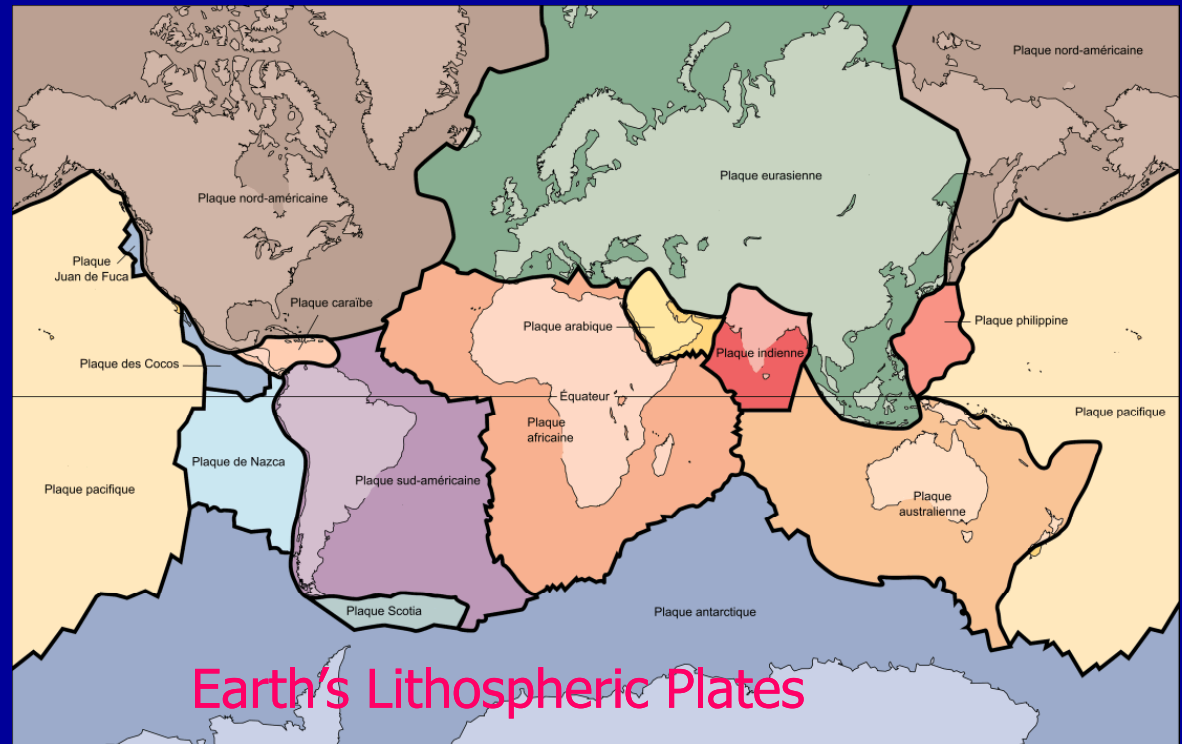 Plaque nord-américaine
Plaque eurasienne
Plaque nord-américaine
Plaque
Juan de Fuca
Plaque caraïbe
Plaque philippine
Plaque arabique
Plaque indienne
Plaque des Cocos
Équateur
Plaque pacifique
Plaque
africaine
Plaque de Nazca
Plaque sud-américaine
Plaque pacifique
Plaque
australienne
Plaque Scotia
Plaque antarctique
Earth's Lithospheric Plates